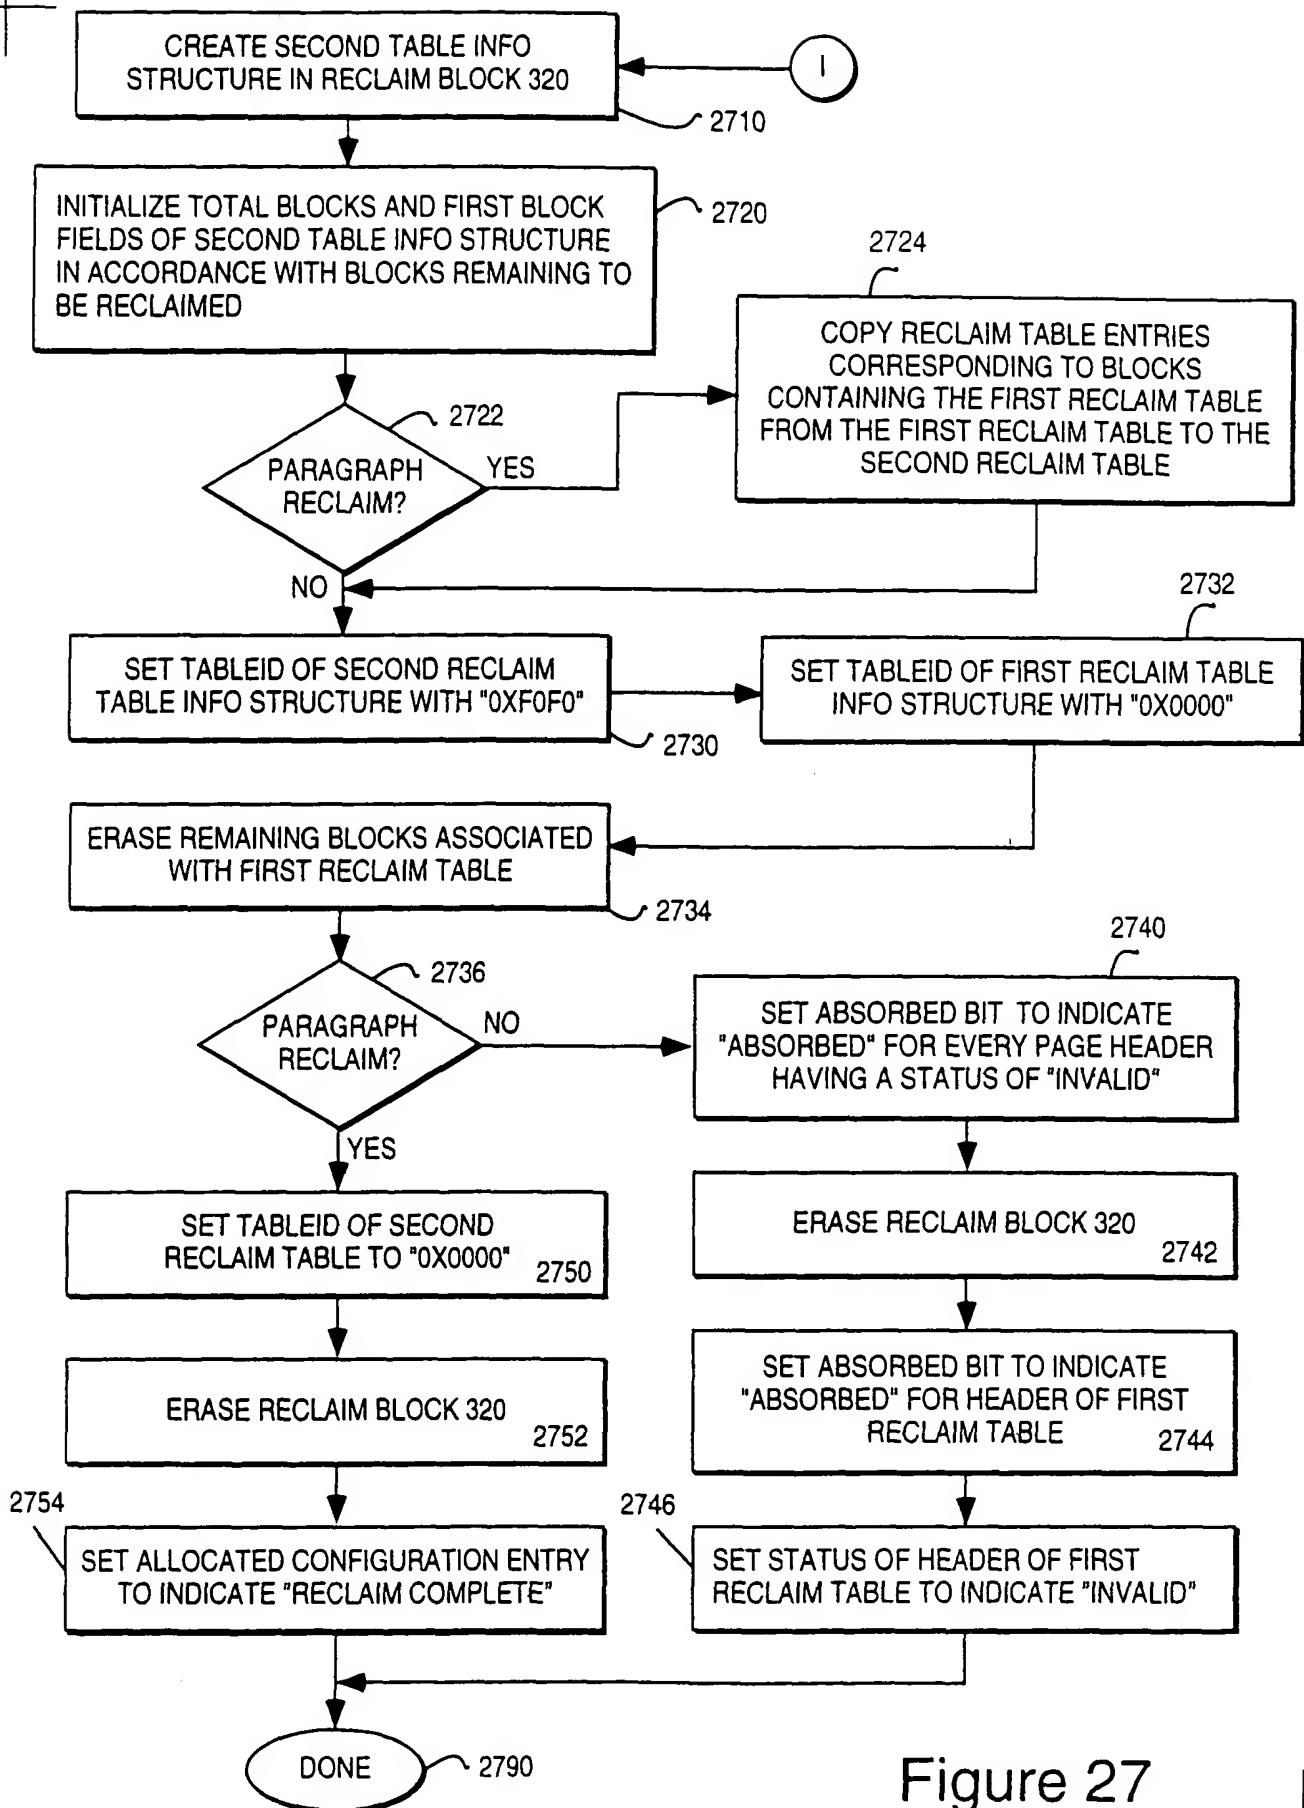 CREATE SECOND TABLE INFO
STRUCTURE IN RECLAIM BLOCK 320
I
2710
INITIALIZE TOTAL BLOCKS AND FIRST BLOCK
FIELDS OF SECOND TABLE INFO STRUCTURE
IN ACCORDANCE WITH BLOCKS REMAINING TO
BE RECLAIMED
2720
2724
COPY RECLAIM TABLE ENTRIES
CORRESPONDING TO BLOCKS
CONTAINING THE FIRST RECLAIM TABLE
FROM THE FIRST RECLAIM TABLE TO THE
SECOND RECLAIM TABLE
2722
PARAGRAPH
RECLAIM?
YES
NO
2732
SET TABLEID OF SECOND RECLAIM
TABLE INFO STRUCTURE WITH "0XF0F0"
2730
SET TABLEID OF FIRST RECLAIM TABLE
INFO STRUCTURE WITH "0X0000"
ERASE REMAINING BLOCKS ASSOCIATED
WITH FIRST RECLAIM TABLE
2734
2736
PARAGRAPH
RECLAIM?
NO
YES
2740
SET ABSORBED BIT TO INDICATE
"ABSORBED" FOR EVERY PAGE HEADER
HAVING A STATUS OF "INVALID"
SET TABLEID OF SECOND
RECLAIM TABLE TO "0X0000"
2750
ERASE RECLAIM BLOCK 320
2742
ERASE RECLAIM BLOCK 320
2752
SET ABSORBED BIT TO INDICATE
"ABSORBED" FOR HEADER OF FIRST
RECLAIM TABLE
2744
2754
SET ALLOCATED CONFIGURATION ENTRY
TO INDICATE "RECLAIM COMPLETE"
2746
SET STATUS OF HEADER OF FIRST
RECLAIM TABLE TO INDICATE "INVALID"
DONE
2790
Figure 27